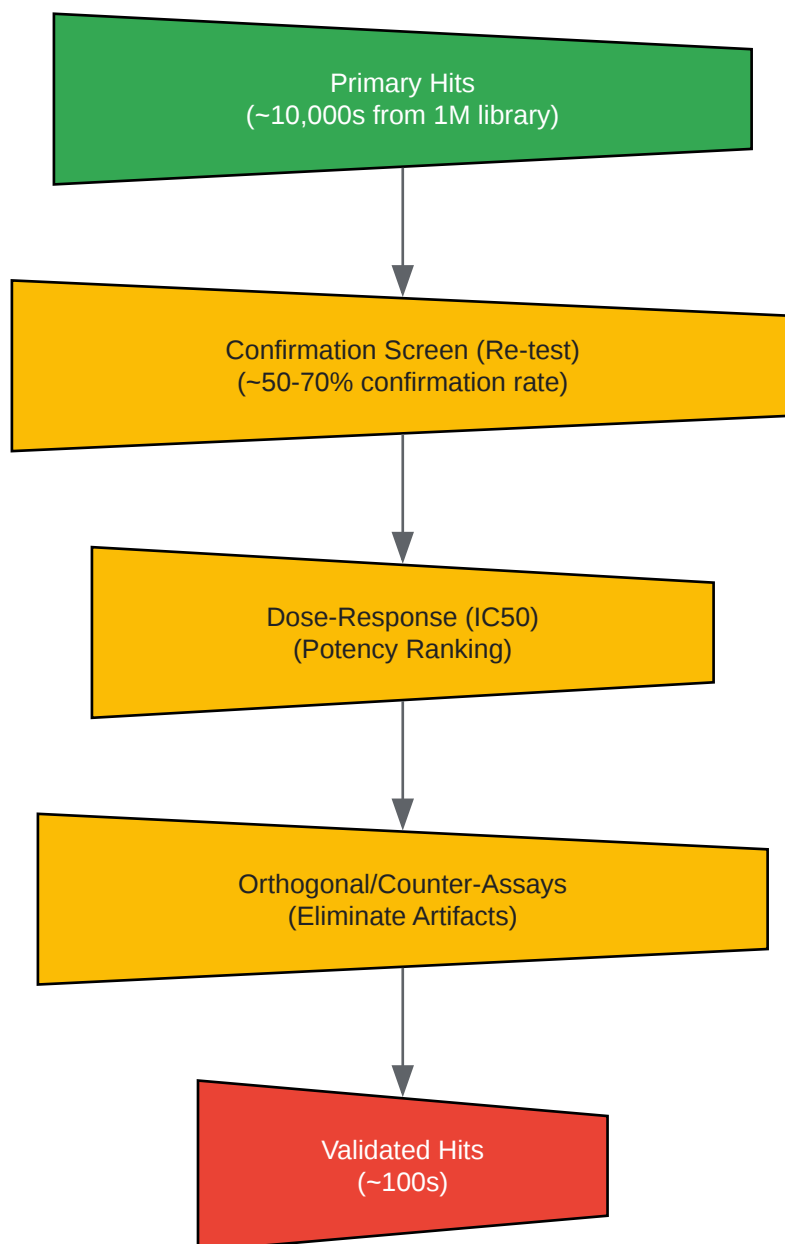 Primary Hits
(~10,000s from 1M library)
Confirmation Screen (Re-test)
(~50-70% confirmation rate)
Dose-Response (IC50)
(Potency Ranking)
Orthogonal/Counter-Assays
(Eliminate Artifacts)
Validated Hits
(~100s)